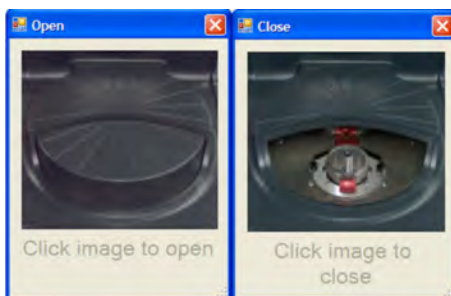 Open
Click image to open
Close
Click image to
close